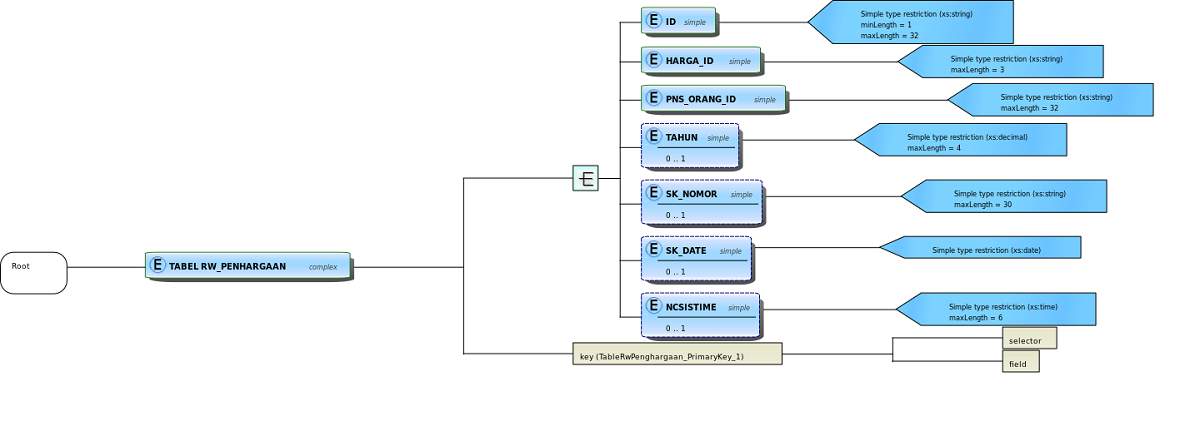 Root
E TABEL RW_PENHARGAAN complex
E ID simple
Simple type restriction (xs:string)
minLength = 1
maxLength = 32
E HARGA_ID simple
Simple type restriction (xs:string)
maxLength = 3
E PNS_ORANG_ID simple
Simple type restriction (xs:string)
maxLength = 32
E TAHUN simple
0 .. 1
Simple type restriction (xs:decimal)
maxLength = 4
E SK_NOMOR simple
0 .. 1
Simple type restriction (xs:string)
maxLength = 30
E SK_DATE simple
0 .. 1
Simple type restriction (xs:date)
E NCSISTIME simple
0 .. 1
Simple type restriction (xs:time)
maxLength = 6
key (TableRwPenghargaan_PrimaryKey_1)
selector
field